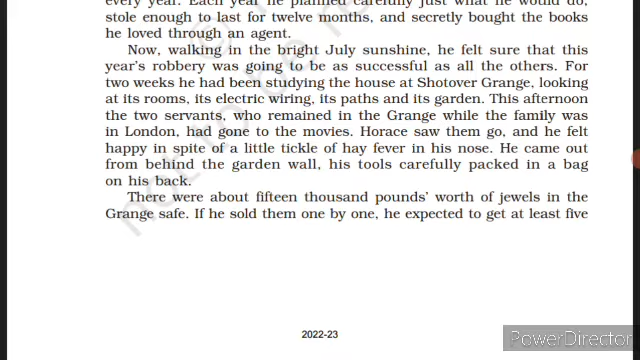 every year. Each year he planned carefully just what he would do,
stole enough to last for twelve months, and secretly bought the books
he loved through an agent.
Now, walking in the bright July sunshine, he felt sure that this
year's robbery was going to be as successful as all the others. For
two weeks he had been studying the house at Shotover Grange, looking
at its rooms, its electric wiring, its paths and its garden. This afternoon
the two servants, who remained in the Grange while the family was
in London, had gone to the movies. Horace saw them go, and he felt
happy in spite of a little tickle of hay fever in his nose. He came out
from behind the garden wall, his tools carefully packed in a bag
on his back.
There were about fifteen thousand pounds' worth of jewels in the
Grange safe. If he sold them one by one, he expected to get at least five
2022-23
PowerDirector
not to be re